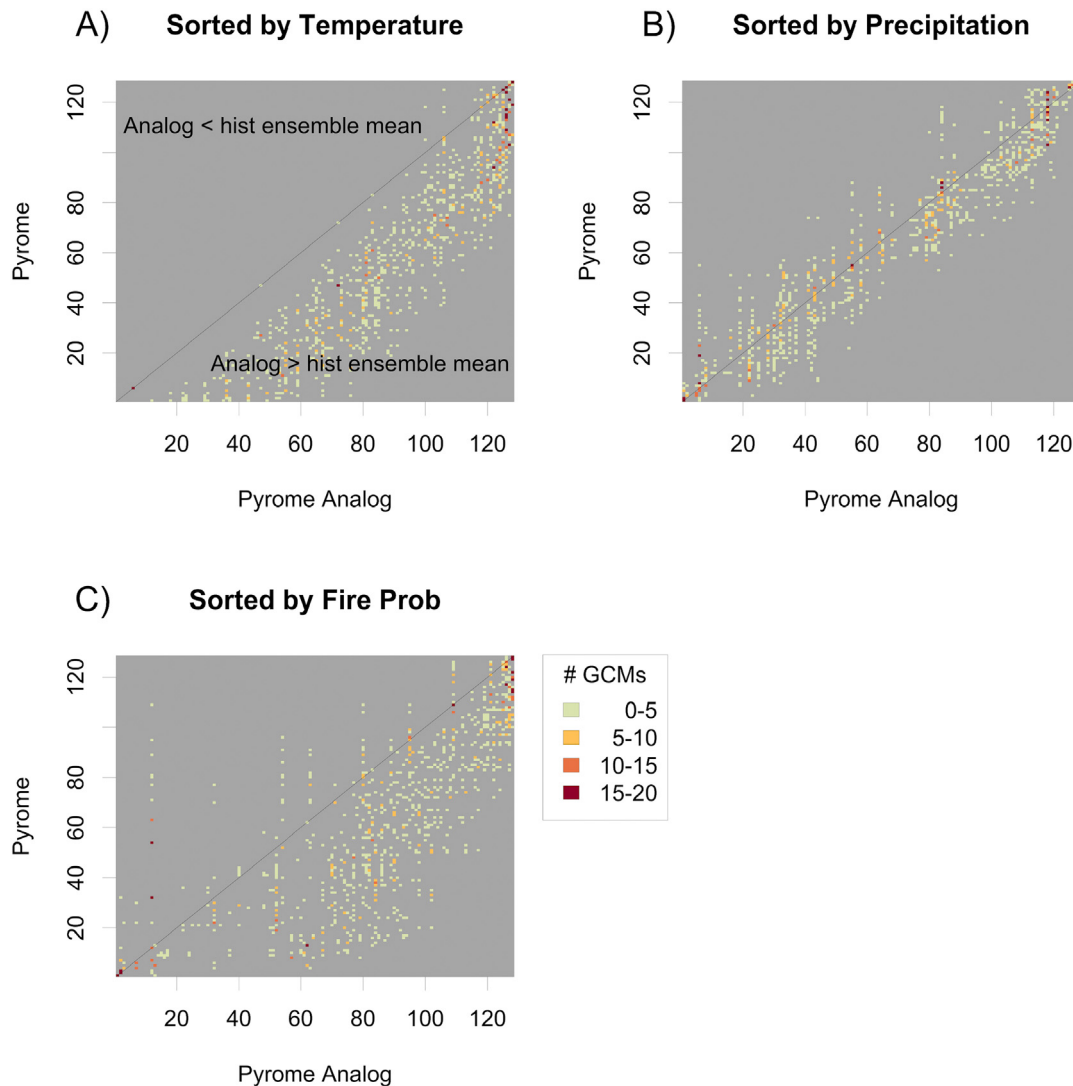 A) Sorted by Temperature
120
100
80
60
40
20
Pyrome
Analog < hist ensemble mean
Analog > hist ensemble mean
20 40 60 80 100 120
Pyrome Analog
B) Sorted by Precipitation
120
100
80
60
40
20
Pyrome
20 40 60 80 100 120
Pyrome Analog
C) Sorted by Fire Prob
120
80
60
40
20
Pyrome
20 40 60 80 100 120
Pyrome Analog
# GCMs
0-5
5-10
10-15
15-20